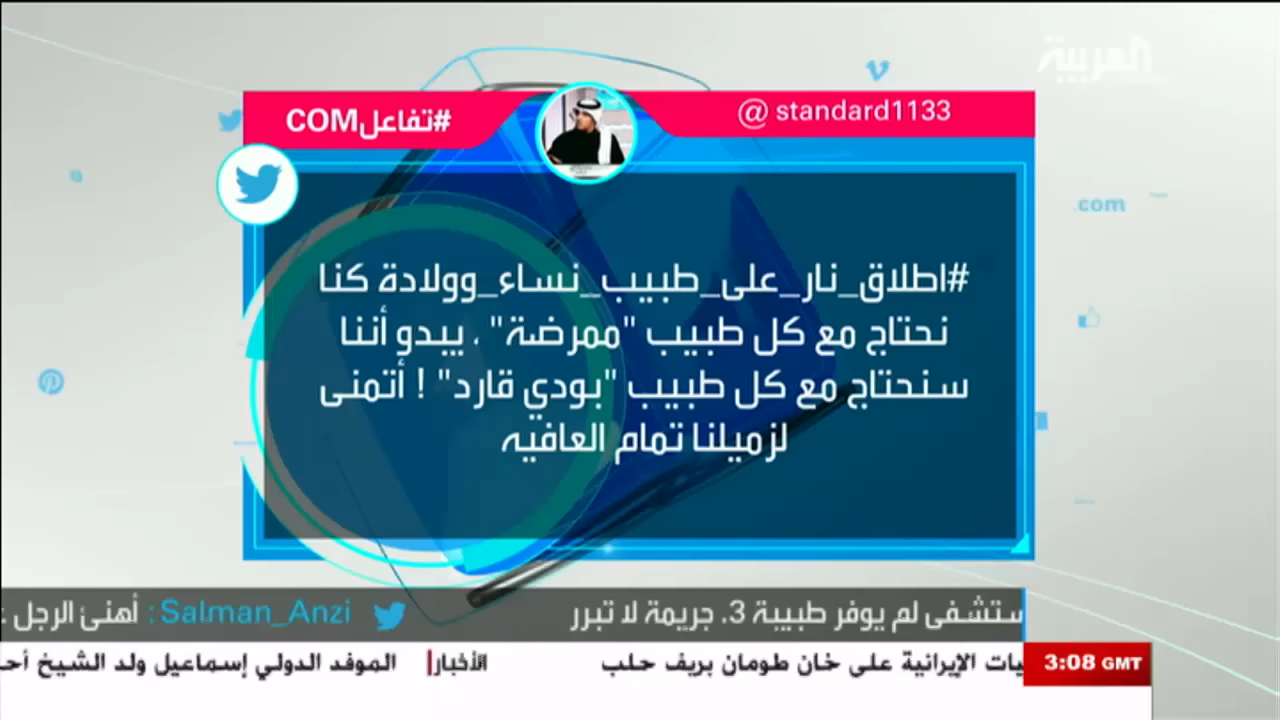 العربية
@ standard1133
#تفاعلCOM
.com
#اطلاق_نار_على_طبيب_نساء_وولادة كنا
نحتاج مع كل طبيب "ممرضة" ، يبدو أننا
سنحتاج مع كل طبيب "بودي قارد" ! أتمنى
لزميلنا تمام العافيه
ستشفى لم يوفر طبيبة 3. جريمة لا تبرر Salman_Anzi : أهنئ الرجل
3:08 GMT
يات الإيرانية على خان طومان بريف حلب الأخبار الموفد الدولي إسماعيل ولد الشيخ أحـ